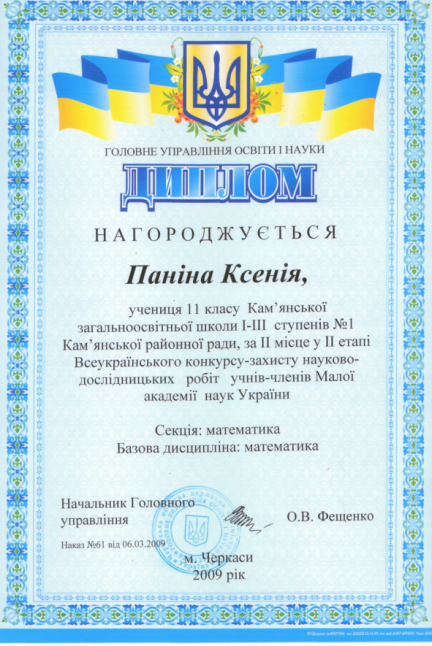 ГОЛОВНЕ УПРАВЛІННЯ ОСВІТИ І НАУКИ
ДИПЛОМ
НАГОРОДЖУЄТЬСЯ
Паніна Ксенія,
учениця 11 класу Кам’янської
загальноосвітньої школи І-ІІІ ступенів №1
Кам’янської районної ради, за ІІ місце у ІІ етапі
Всеукраїнського конкурсу-захисту науково-
дослідницьких робіт учнів-членів Малої
академії наук України
Секція: математика
Базова дисципліна: математика
Начальник Головного
управління
О.В. Фещенко
Наказ №61 від 06.03.2009
м. Черкаси
2009 рік